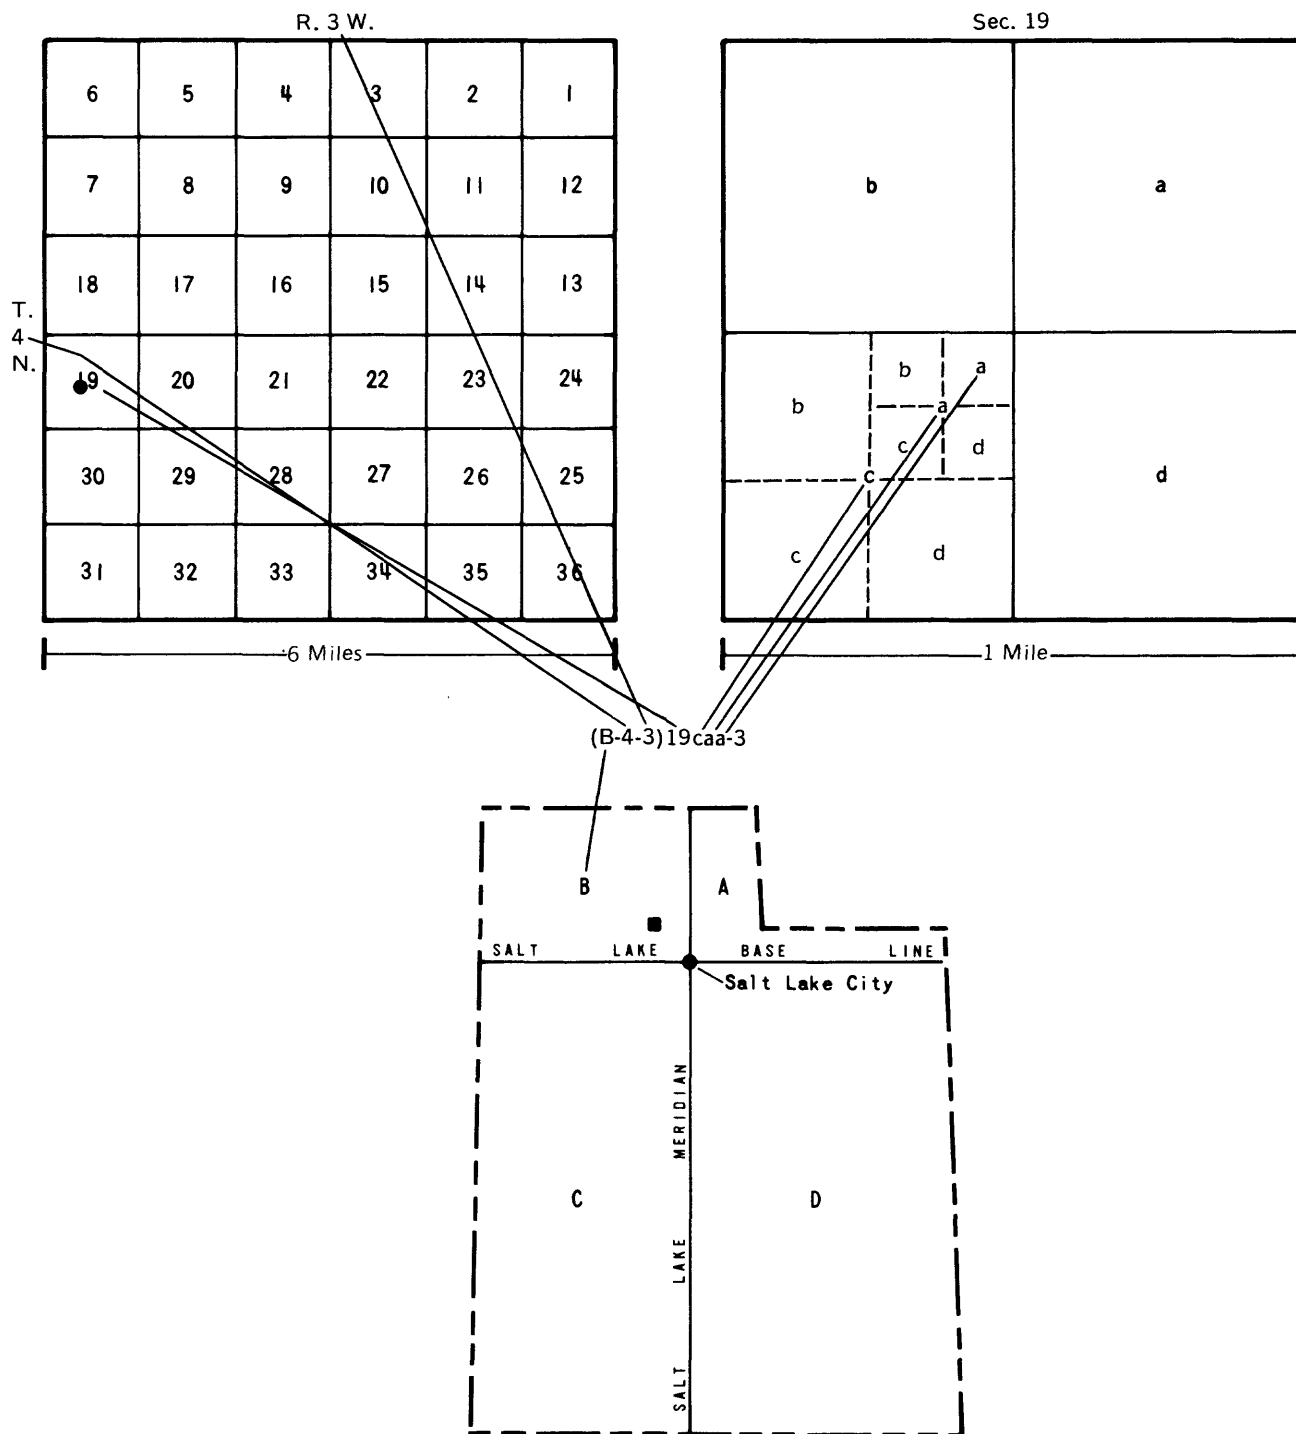 R. 3 W.
Sec. 19
6 5 4 3 2 1
7 8 9 10 11 12
18 17 16 15 14 13
T.
4
N.
19 20 21 22 23 24
30 29 28 27 26 25
31 32 33 34 35 36
6 Miles
b a
b a
b a
c d
c d
c d
1 Mile
(B-4-3)19caa-3
B A
SALT LAKE BASE LINE
Salt Lake City
C D
SALT LAKE MERIDIAN